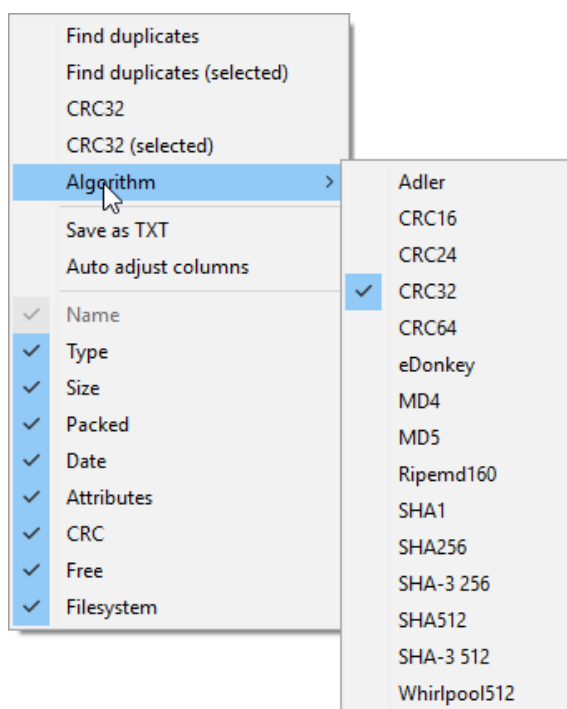 Find duplicates
Find duplicates (selected)
CRC32
CRC32 (selected)
Algorithm
Save as TXT
Auto adjust columns
Name
Type
Size
Packed
Date
Attributes
CRC
Free
Filesystem
Adler
CRC16
CRC24
CRC32
CRC64
eDonkey
MD4
MD5
Ripemd160
SHA1
SHA256
SHA-3 256
SHA512
SHA-3 512
Whirlpool512